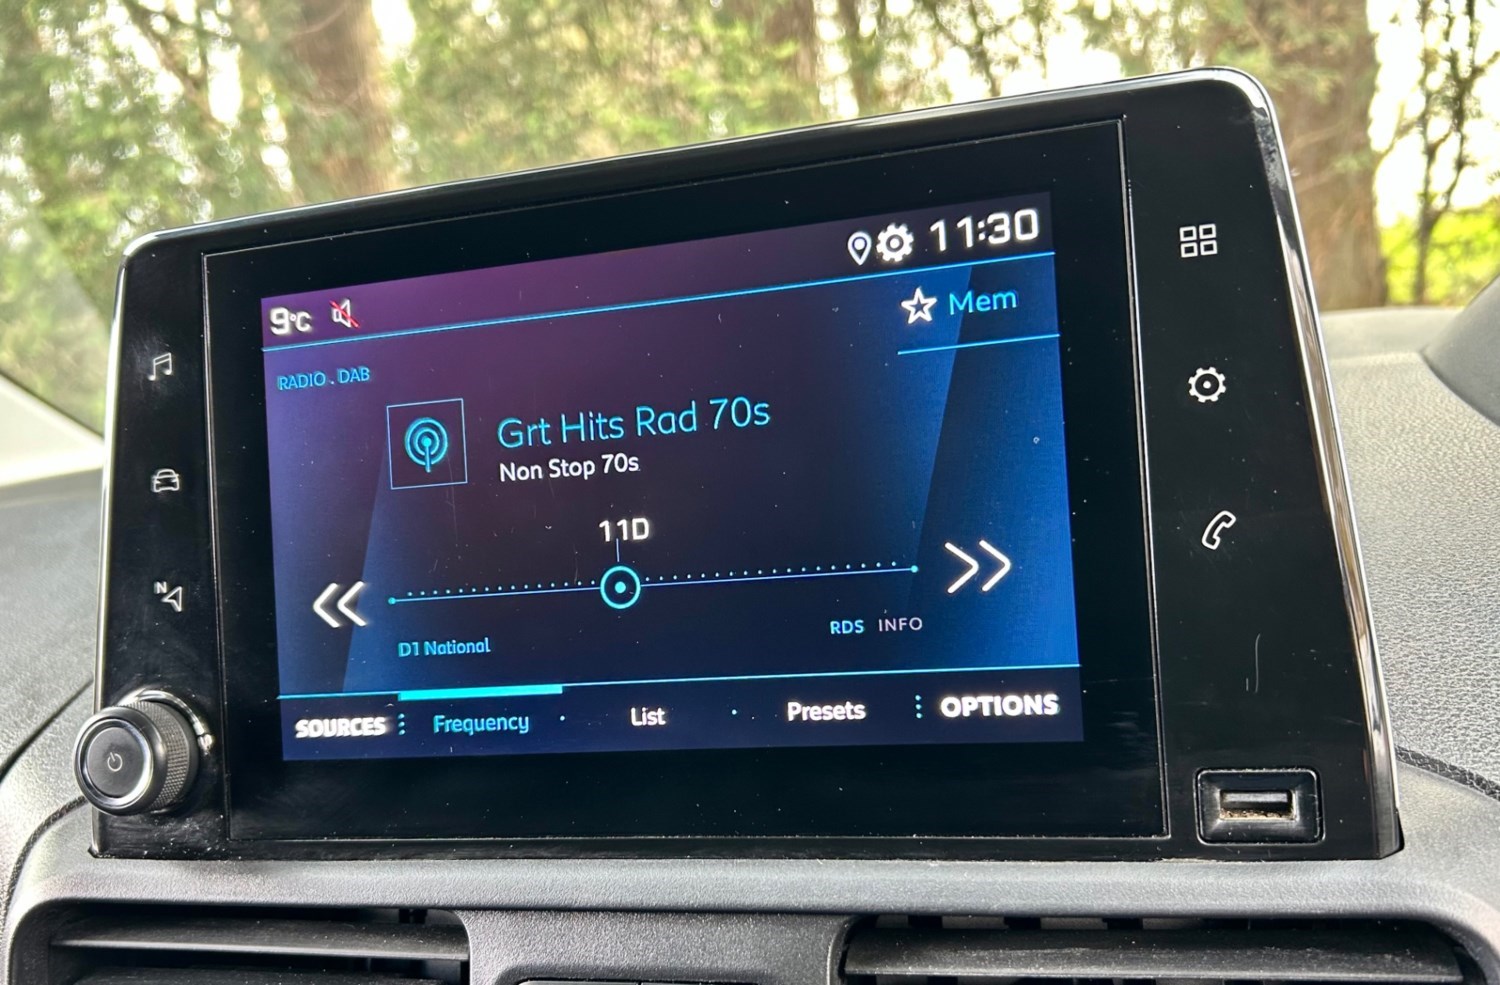 11:30
9°C
Mem
RADIO . DAB
Grt Hits Rad 70s
Non Stop 70s
11D
D1 National
RDS INFO
SOURCES Frequency List Presets OPTIONS
N